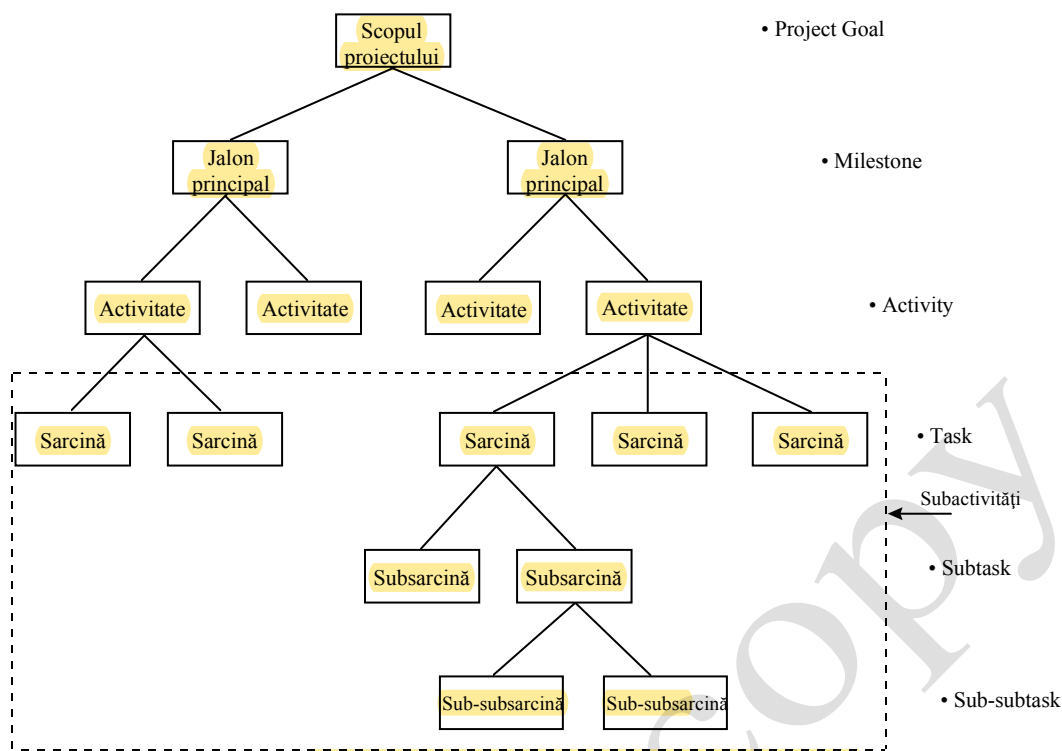 Scopul
proiectului
• Project Goal
Jalon
principal
Jalon
principal
• Milestone
Activitate
Activitate
Activitate
Activitate
• Activity
Sarcină
Sarcină
Sarcină
Sarcină
Sarcină
• Task
Subactivități
Subsarcină
Subsarcină
• Subtask
Sub-subsarcină
Sub-subsarcină
• Sub-subtask
copy